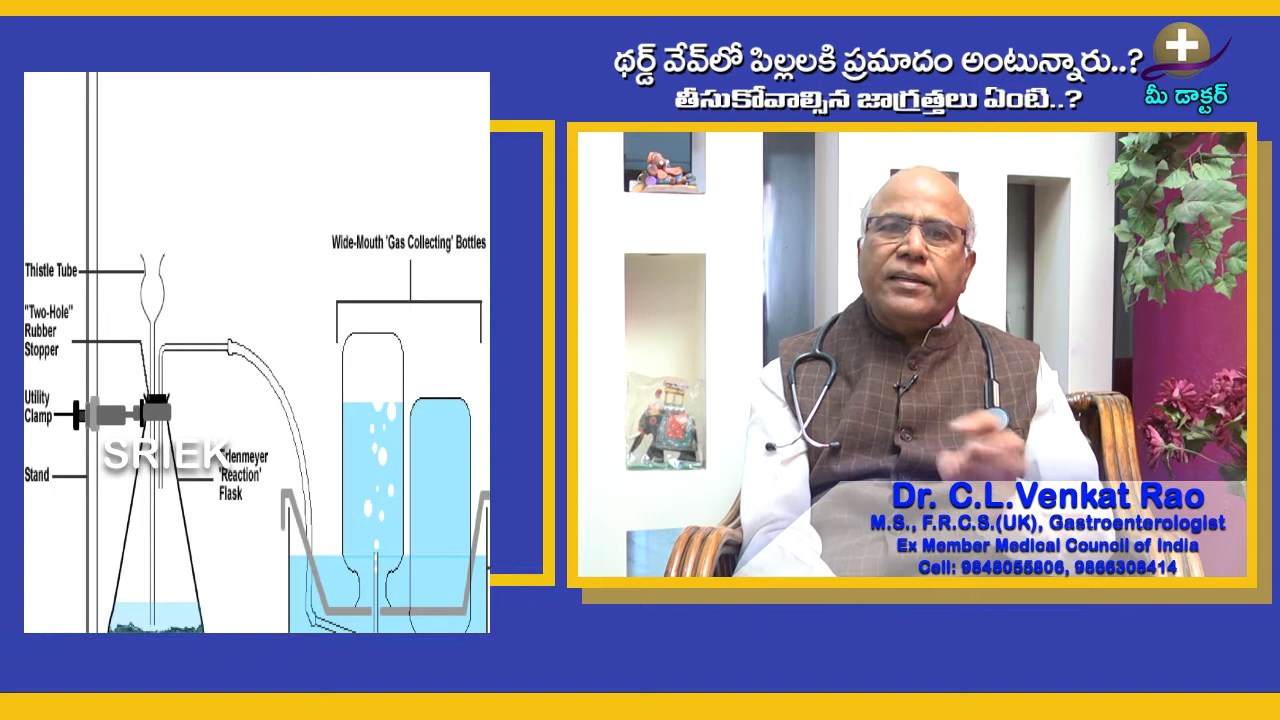 థర్డ్ వేవ్‌లో పిల్లలకి ప్రమాదం అంటున్నారు..?
తీసుకోవాల్సిన జాగ్రత్తలు ఏంటి..?
మీ డాక్టర్
Wide-Mouth 'Gas Collecting' Bottles
Thistle Tube
"Two-Hole"
Rubber
Stopper
Utility
Clamp
SRIEK
Erlenmeyer
'Reaction'
Flask
Stand
Dr. C.L.Venkat Rao
M.S., F.R.C.S.(UK), Gastroenterologist
Ex Member Medical Council of India
Cell: 9848055806, 9866308414